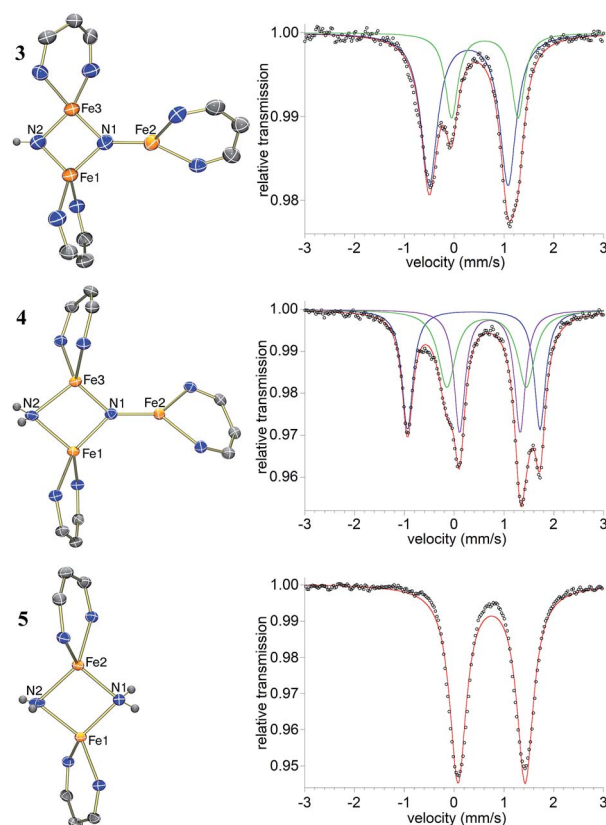 3
Fe3
N2
N1
Fe2
Fe1
relative transmission
1.00
0.99
0.98
-3 -2 -1 0 1 2 3
velocity (mm/s)
4
Fe3
N2
N1
Fe2
Fe1
relative transmission
1.00
0.99
0.98
0.97
0.96
-3 -2 -1 0 1 2 3
velocity (mm/s)
5
Fe2
N2
N1
Fe1
relative transmission
1.00
0.99
0.98
0.97
0.96
0.95
-3 -2 -1 0 1 2 3
velocity (mm/s)